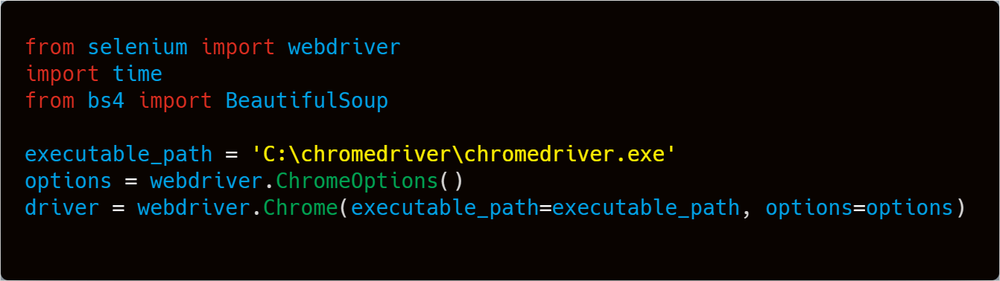 from selenium import webdriver
import time
from bs4 import BeautifulSoup
executable_path = 'C:\chromedriver\chromedriver.exe'
options = webdriver.ChromeOptions()
driver = webdriver.Chrome(executable_path=executable_path, options=options)